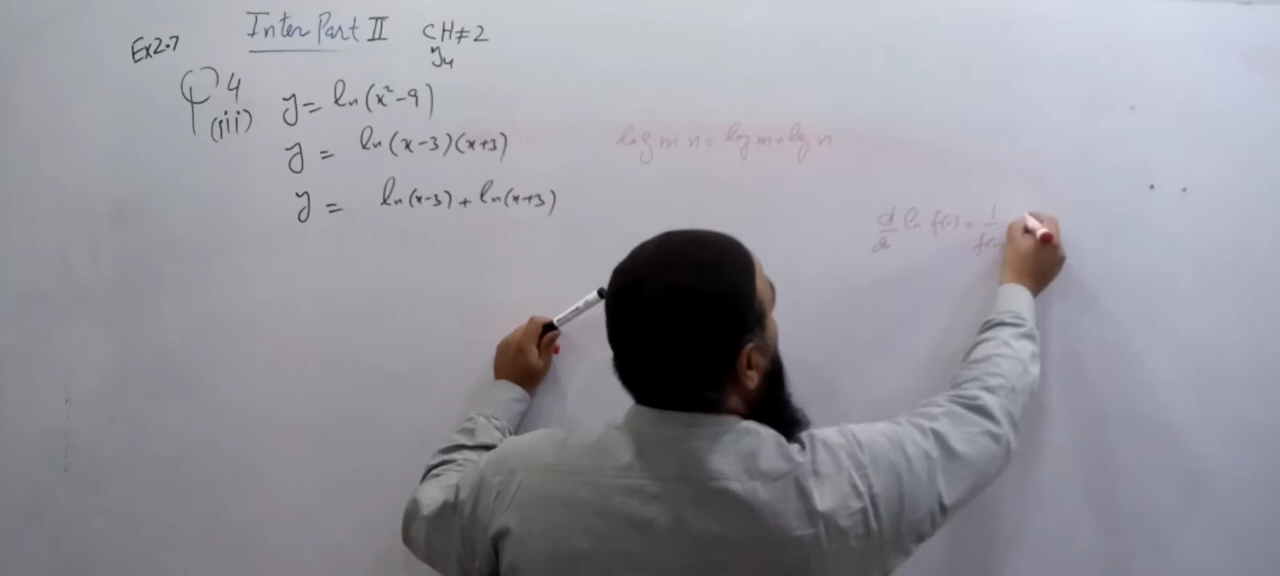 Ex2.7
Inter Part II CH#2
y₄
Q4
(iii) y = ln(x²-9)
y = ln(x-3)(x+3)
y = ln(x-3) + ln(x+3)
log m n = log m + log n
d/dx ln f(x) = 1/f(x)